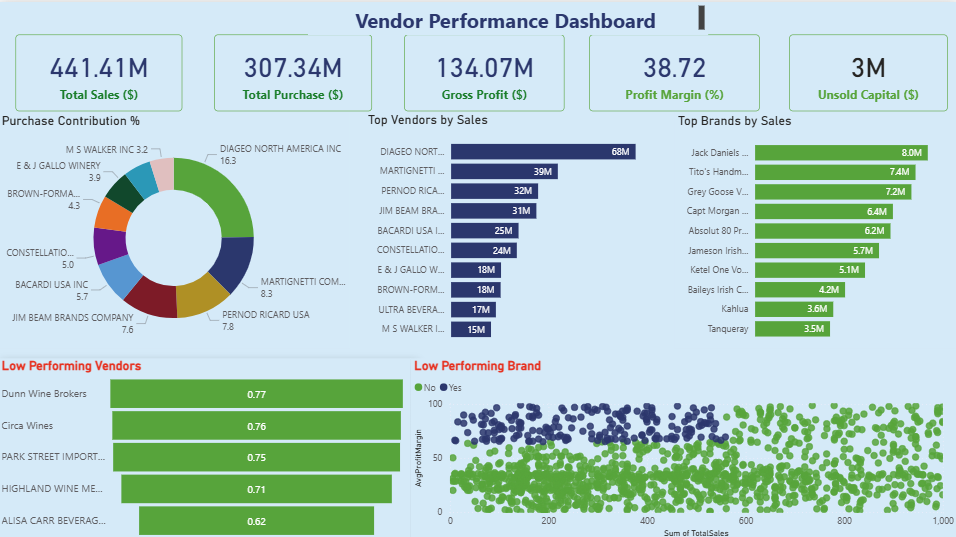 Vendor Performance Dashboard
441.41M
Total Sales ($)
307.34M
Total Purchase ($)
134.07M
Gross Profit ($)
38.72
Profit Margin (%)
3M
Unsold Capital ($)
Purchase Contribution %
M S WALKER INC 3.2
E & J GALLO WINERY
3.9
BROWN-FORMA...
4.3
CONSTELLATIO...
5.0
BACARDI USA INC
5.7
JIM BEAM BRANDS COMPANY
7.6
PERNOD RICARD USA
7.8
MARTIGNETTI COM...
8.3
DIAGEO NORTH AMERICA INC
16.3
Top Vendors by Sales
DIAGEO NORT... 68M
MARTIGNETTI ... 39M
PERNOD RICA... 32M
JIM BEAM BRA... 31M
BACARDI USA I... 25M
CONSTELLATIO... 24M
E & J GALLO W... 18M
BROWN-FORM... 18M
ULTRA BEVERA... 17M
M S WALKER I... 15M
Top Brands by Sales
Jack Daniels ... 8.0M
Tito's Handm... 7.4M
Grey Goose V... 7.2M
Capt Morgan ... 6.4M
Absolut 80 Pr... 6.2M
Jameson Irish... 5.7M
Ketel One Vo... 5.1M
Baileys Irish C... 4.2M
Kahlua 3.6M
Tanqueray 3.5M
Low Performing Vendors
Dunn Wine Brokers 0.77
Circa Wines 0.76
PARK STREET IMPORT... 0.75
HIGHLAND WINE ME... 0.71
ALISA CARR BEVERAG... 0.62
Low Performing Brand
No Yes
AvgProfitMargin
100
50
0
0 200 400 600 800 1,000
Sum of TotalSales